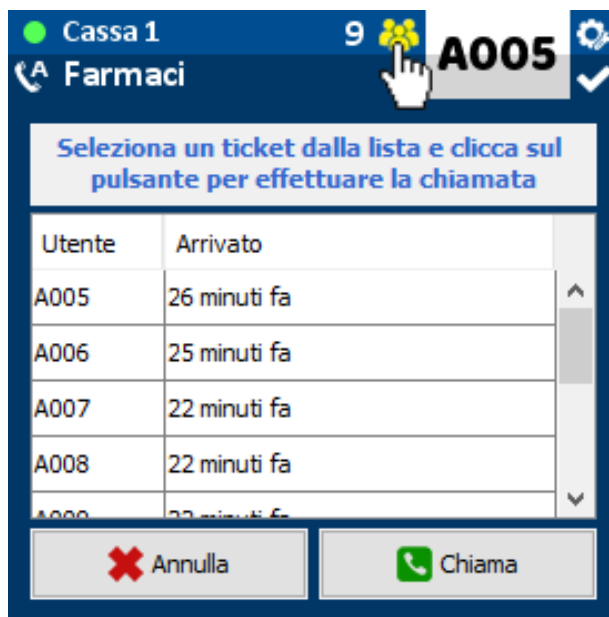 Cassa 1 9 A005
A Farmaci
Seleziona un ticket dalla lista e clicca sul
pulsante per effettuare la chiamata
Utente Arrivato
A005 26 minuti fa
A006 25 minuti fa
A007 22 minuti fa
A008 22 minuti fa
Annulla Chiama